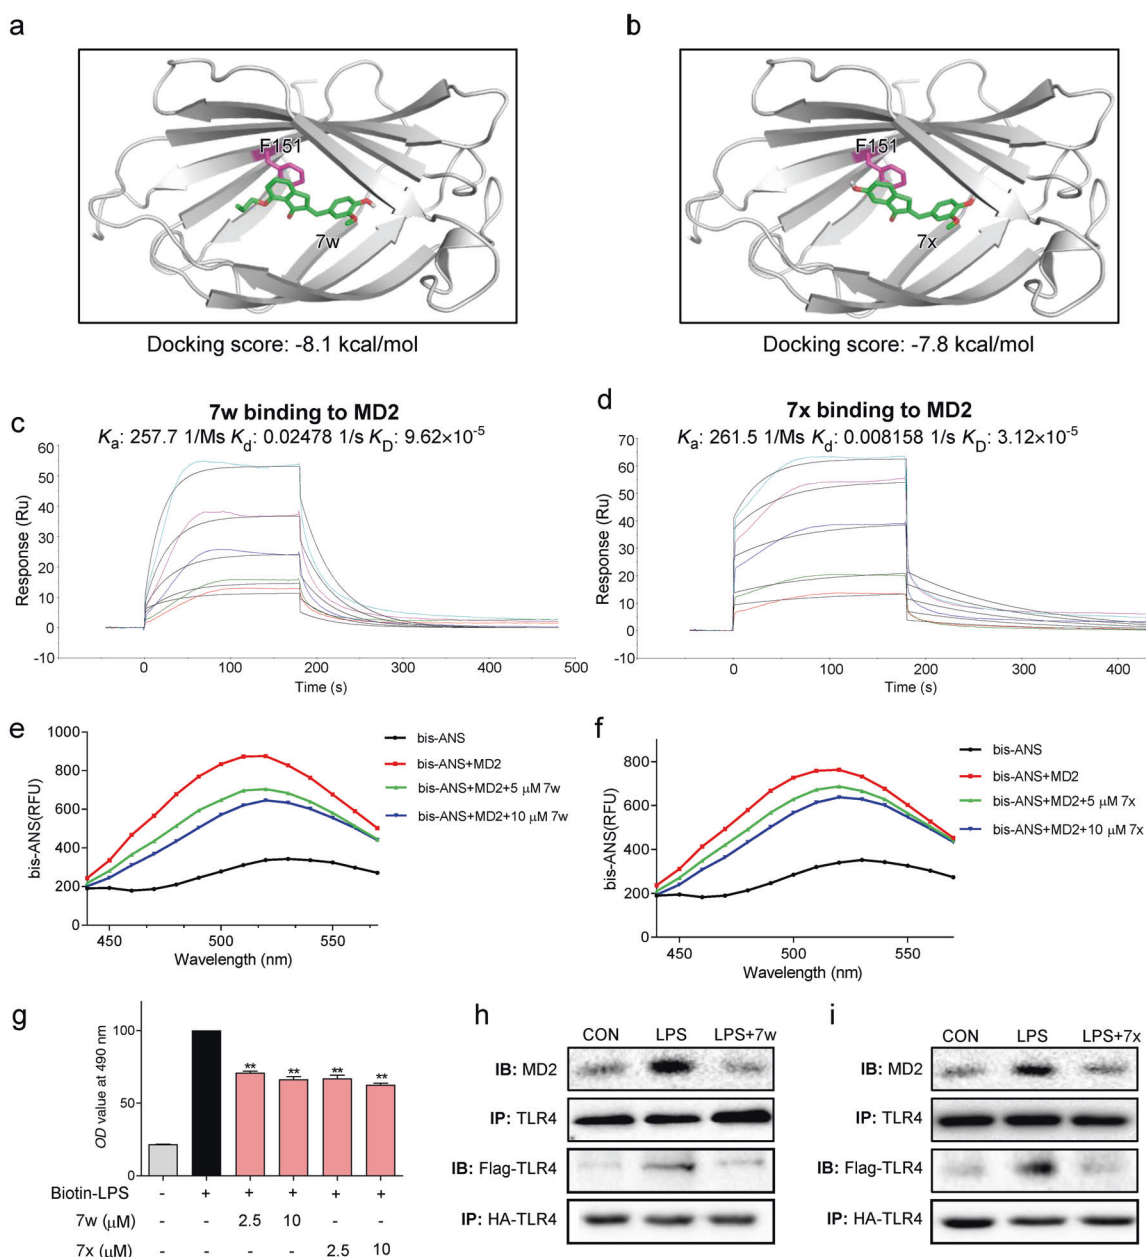 a
b
F151
7w
F151
7x
Docking score: -8.1 kcal/mol
Docking score: -7.8 kcal/mol
c
7w binding to MD2
Ka: 257.7 1/Ms Kd: 0.02478 1/s KD: 9.62×10-5
Response (Ru)
60
50
40
30
20
10
0
-10
0
100
200
300
400
500
Time (s)
d
7x binding to MD2
Ka: 261.5 1/Ms Kd: 0.008158 1/s KD: 3.12×10-5
Response (Ru)
70
60
50
40
30
20
10
0
-10
0
100
200
300
400
Time (s)
e
bis-ANS(RFU)
1000
800
600
400
200
0
450
500
550
Wavelength (nm)
bis-ANS
bis-ANS+MD2
bis-ANS+MD2+5 μM 7w
bis-ANS+MD2+10 μM 7w
f
bis-ANS(RFU)
800
600
400
200
0
450
500
550
Wavelength (nm)
bis-ANS
bis-ANS+MD2
bis-ANS+MD2+5 μM 7x
bis-ANS+MD2+10 μM 7x
g
OD value at 490 nm
100
50
0
** ** ** **
Biotin-LPS - + + + + +
7w (μM) - - 2.5 10 - -
7x (μM) - - - - 2.5 10
h
CON LPS LPS+7w
IB: MD2
IP: TLR4
IB: Flag-TLR4
IP: HA-TLR4
i
CON LPS LPS+7x
IB: MD2
IP: TLR4
IB: Flag-TLR4
IP: HA-TLR4